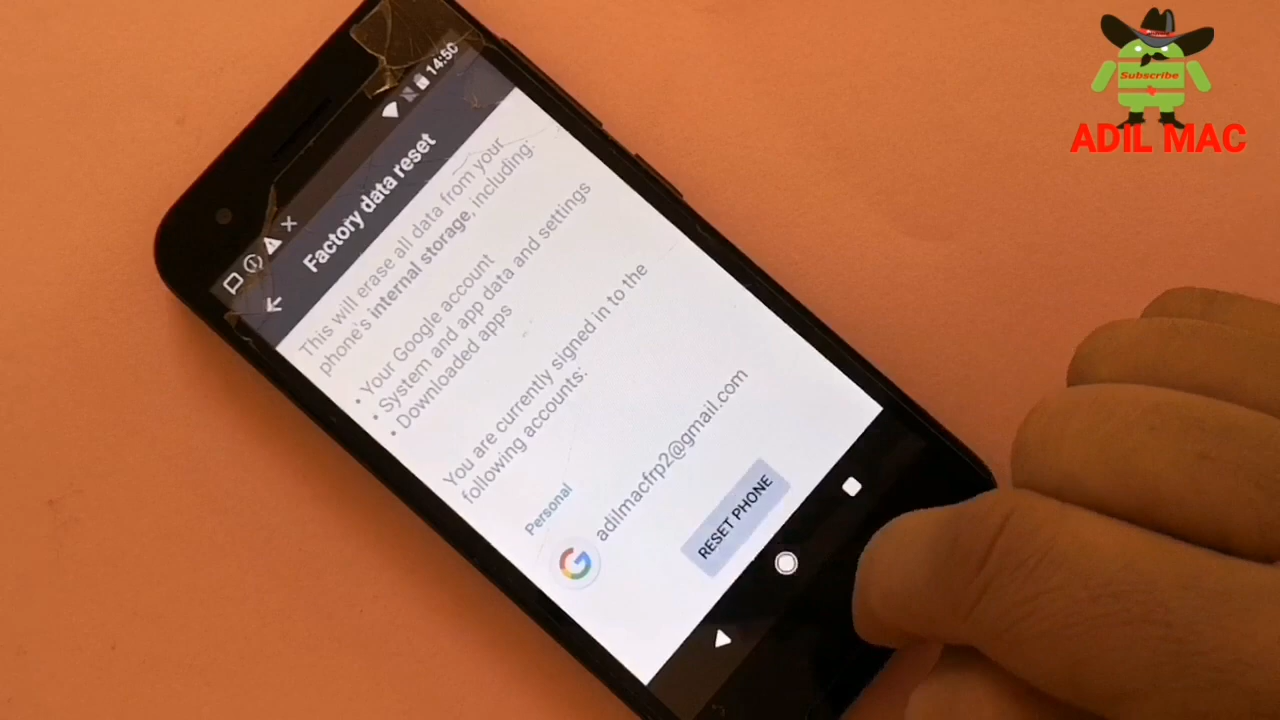 14:50
Factory data reset
This will erase all data from your
phone's internal storage, including:
• Your Google account
• System and app data and settings
• Downloaded apps
You are currently signed in to the
following accounts:
Personal
adilmacfrp2@gmail.com
RESET PHONE
Subscribe
ADIL MAC